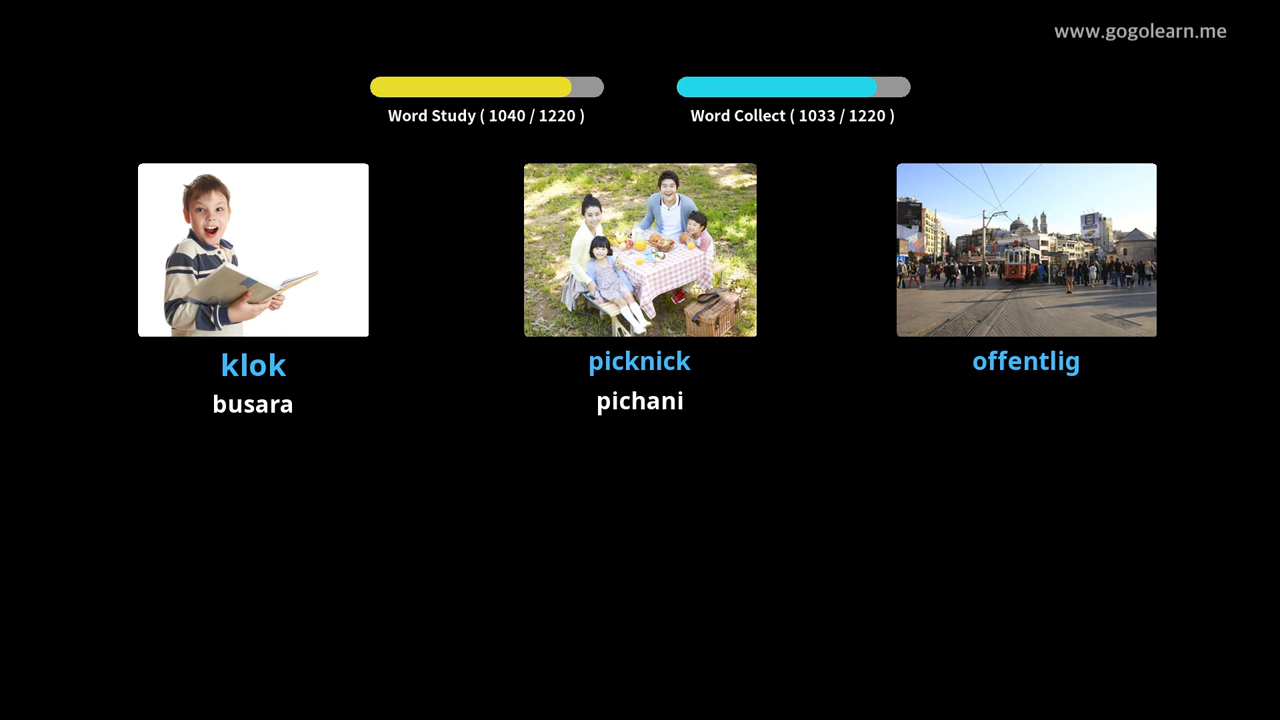 www.gogolearn.me
Word Study ( 1040 / 1220 )
Word Collect ( 1033 / 1220 )
klok
picknick
offentlig
busara
pichani